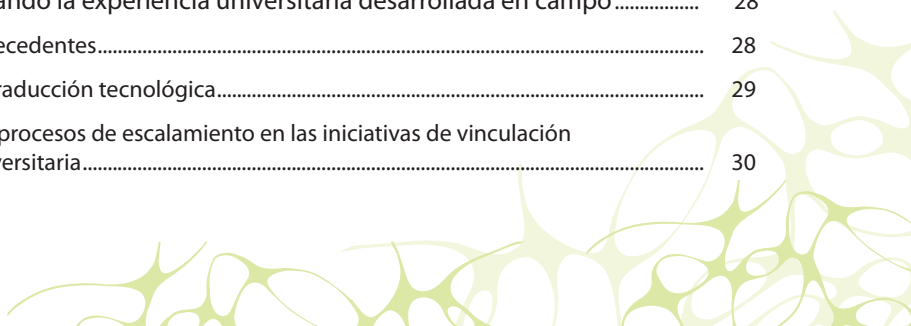 ando la experiencia universitaria desarrollada en campo ................. 28
ecedentes ................. 28
raducción tecnológica ................. 29
procesos de escalamiento en las iniciativas de vinculación
versitaria ................. 30